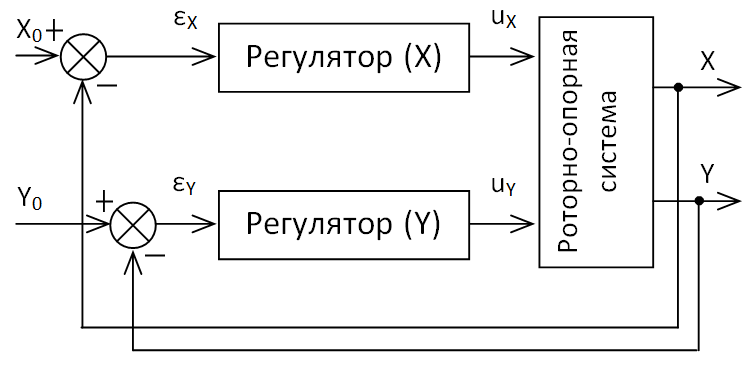 X₀ + εX Регулятор (X) uX
−
Роторно-опорная
система
X
Y₀ + εY Регулятор (Y) uY
−
Y